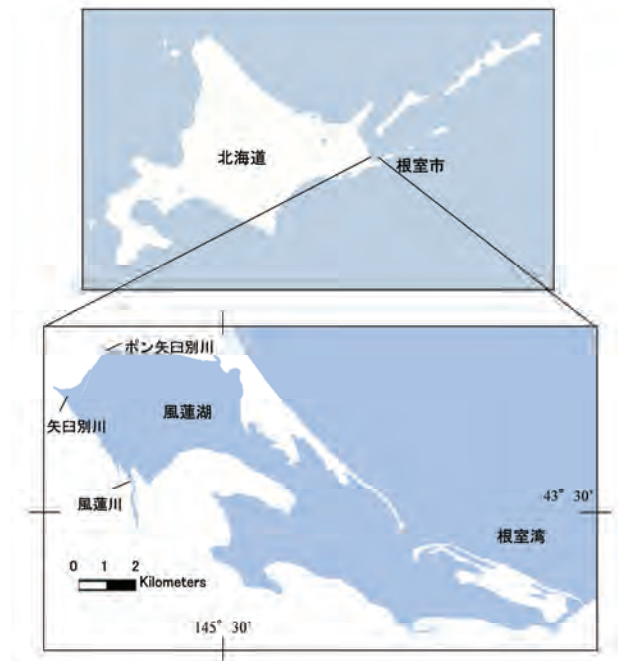 北海道
根室市
ポン矢臼別川
風蓮湖
矢臼別川
風蓮川
43° 30'
根室湾
0 1 2
Kilometers
145° 30'